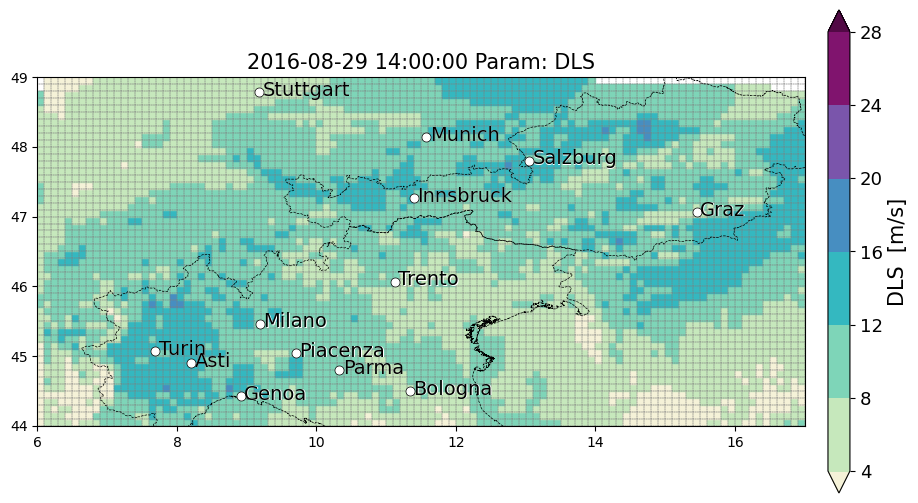 2016-08-29 14:00:00 Param: DLS
49
48
47
46
45
44
6
8
10
12
14
16
Stuttgart
Munich
Salzburg
Innsbruck
Graz
Trento
Milano
Turin
Asti
Piacenza
Parma
Genoa
Bologna
28
24
20
16
12
8
4
DLS [m/s]